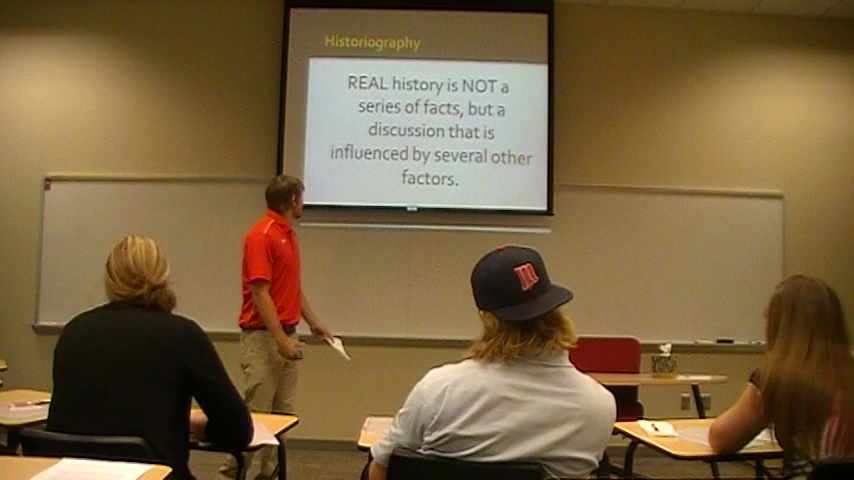 Historiography
REAL history is NOT a
series of facts, but a
discussion that is
influenced by several other
factors.
m